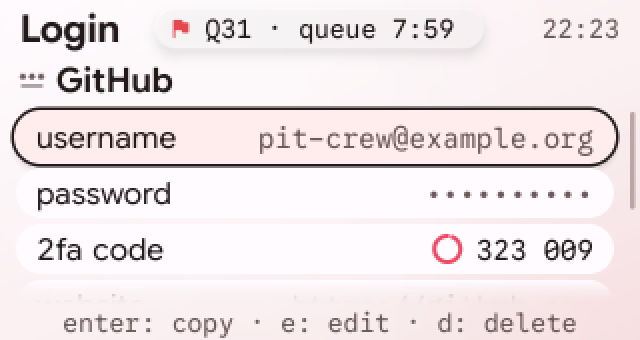 Login Q31 · queue 7:59 22:23
GitHub
username pit-crew@example.org
password ••••••••••
2fa code 323 009
website
enter: copy · e: edit · d: delete